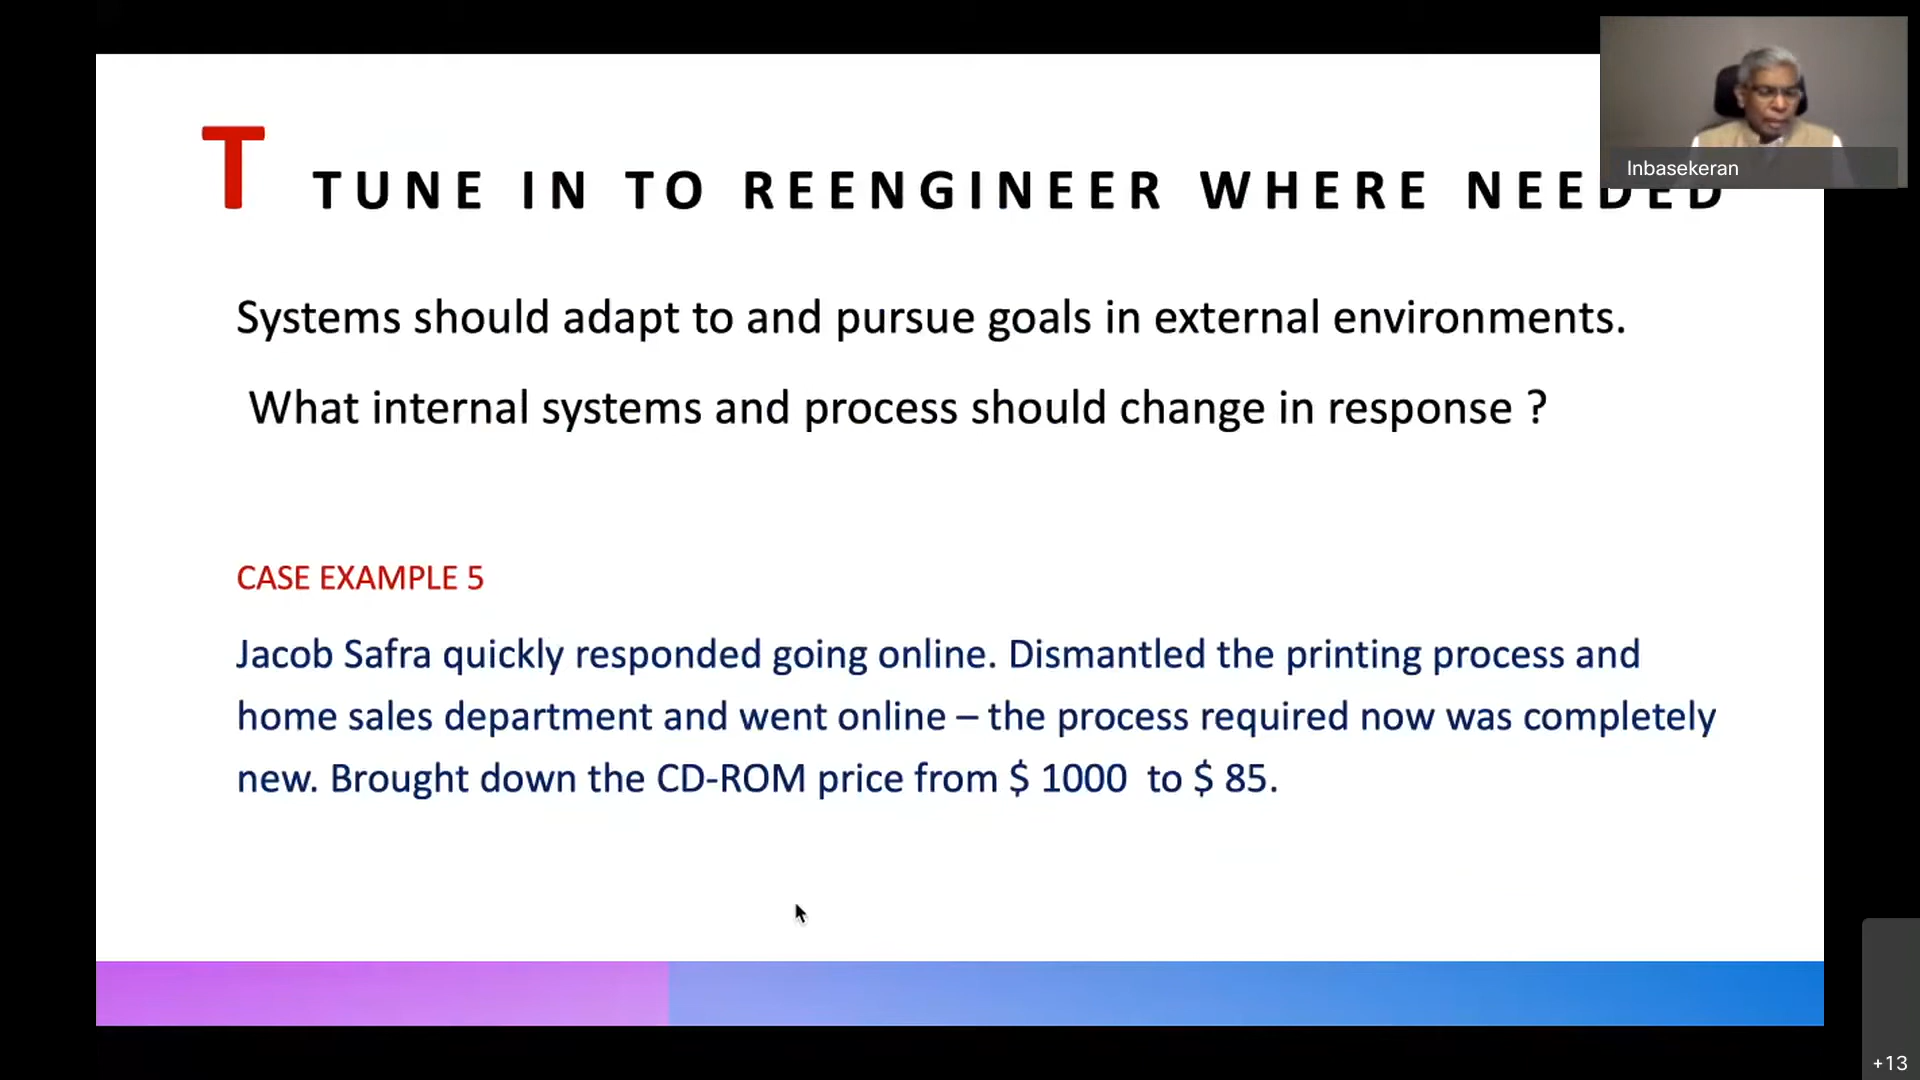 T TUNE IN TO REENGINEER WHERE NEEDED
Inbasekeran
Systems should adapt to and pursue goals in external environments.
What internal systems and process should change in response ?
CASE EXAMPLE 5
Jacob Safra quickly responded going online. Dismantled the printing process and
home sales department and went online – the process required now was completely
new. Brought down the CD-ROM price from $ 1000 to $ 85.
+13